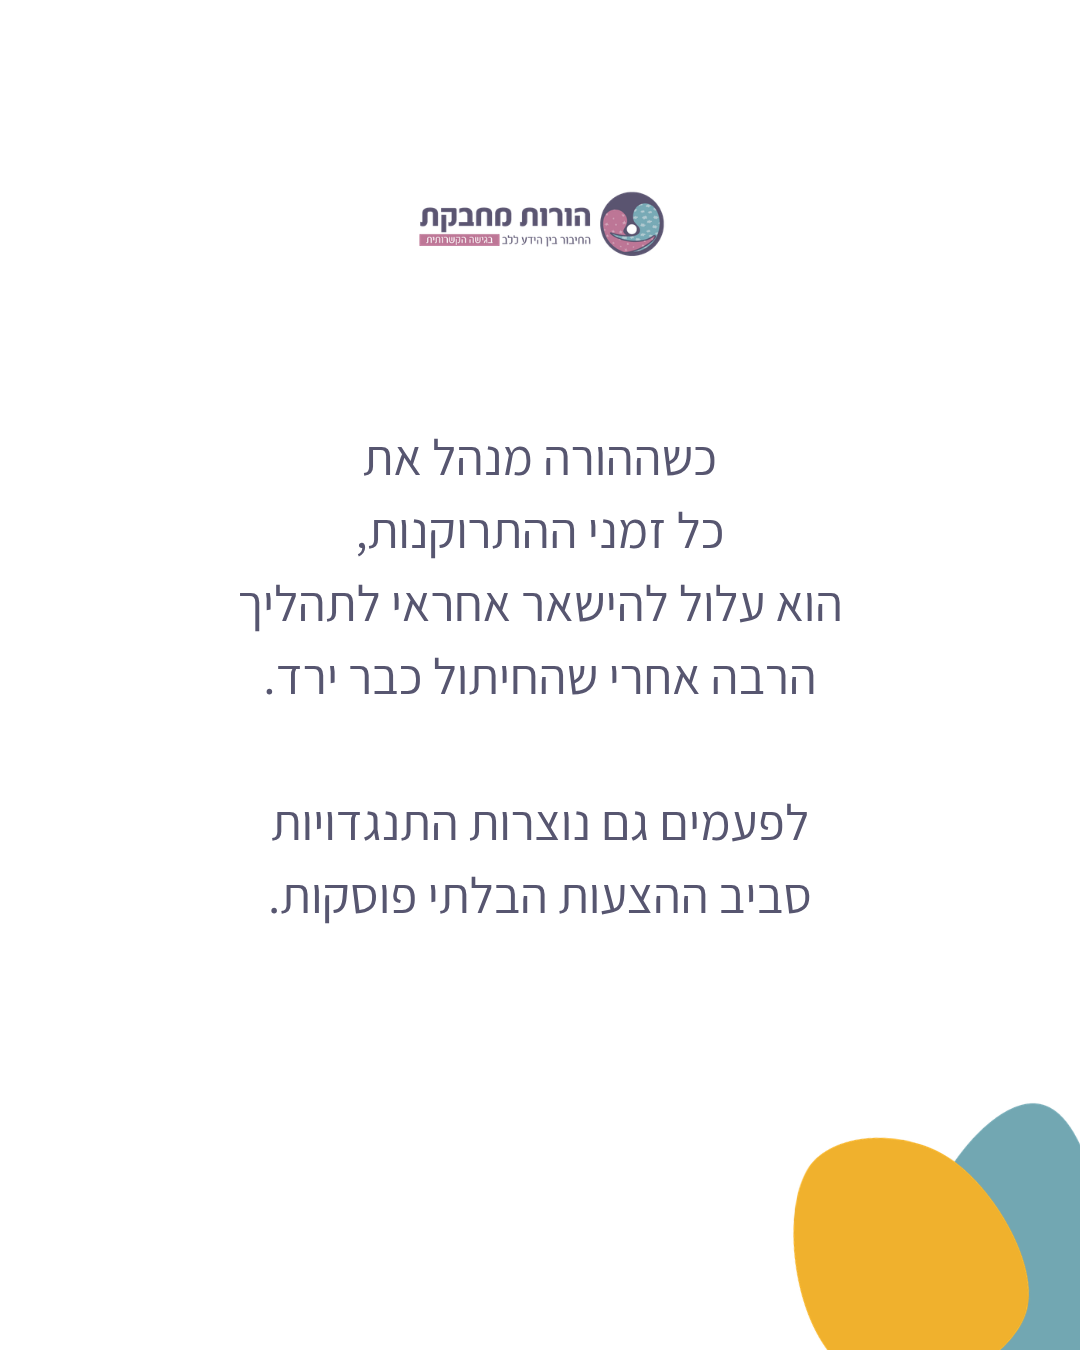 הורות מחבקת
החיבור בין הידע ללב בגישה הקשרותית
כשההורה מנהל את
כל זמני ההתרוקנות,
הוא עלול להישאר אחראי לתהליך
הרבה אחרי שהחיתול כבר ירד.
לפעמים גם נוצרות התנגדויות
סביב ההצעות הבלתי פוסקות.